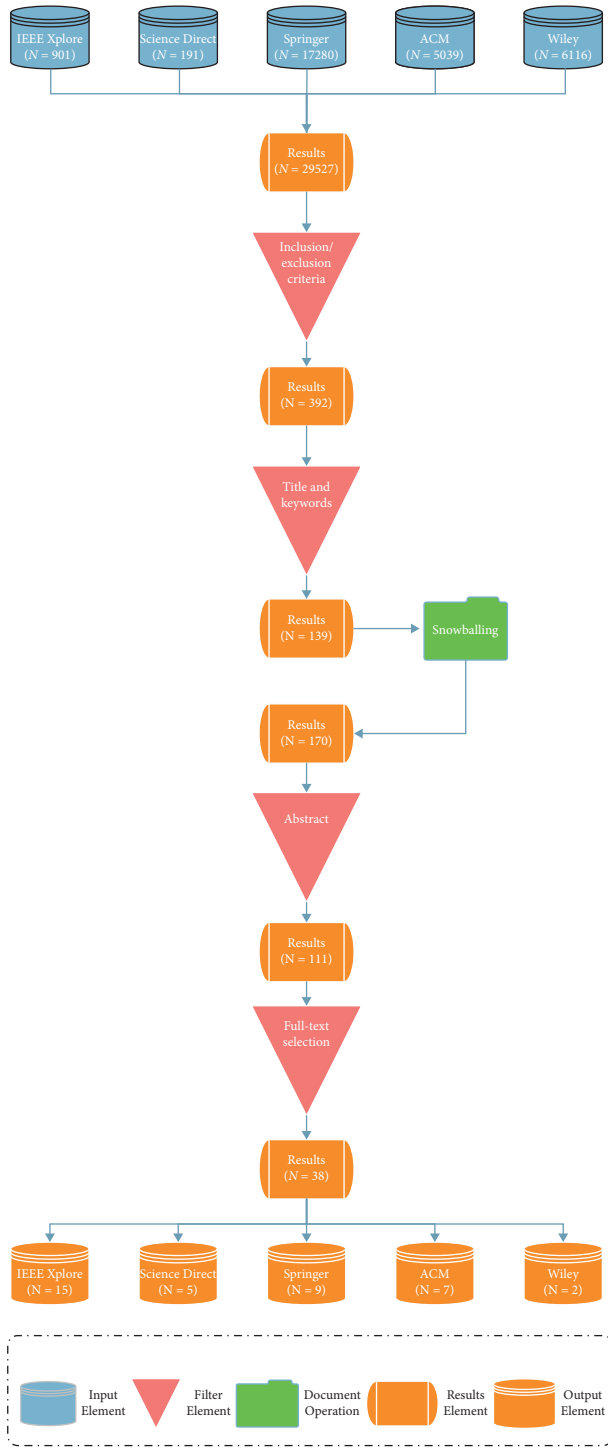 IEEE Xplore
(N = 901)
Science Direct
(N = 191)
Springer
(N = 17280)
ACM
(N = 5039)
Wiley
(N = 6116)
Results
(N = 29527)
Inclusion/
exclusion
criteria
Results
(N = 392)
Title and
keywords
Results
(N = 139)
Snowballing
Results
(N = 170)
Abstract
Results
(N = 111)
Full-text
selection
Results
(N = 38)
IEEE Xplore
(N = 15)
Science Direct
(N = 5)
Springer
(N = 9)
ACM
(N = 7)
Wiley
(N = 2)
Input
Element
Filter
Element
Document
Operation
Results
Element
Output
Element